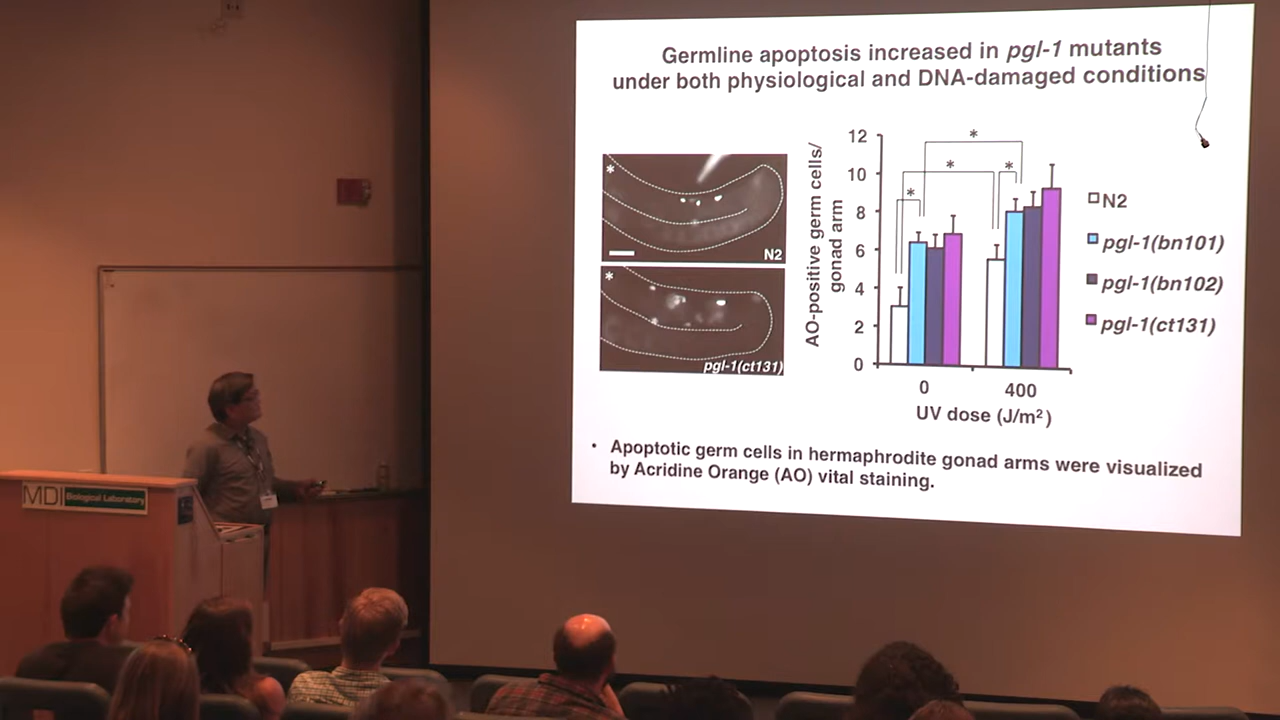 Germline apoptosis increased in pgl-1 mutants
under both physiological and DNA-damaged conditions
*
N2
*
pgl-1(ct131)
AO-positive germ cells/
gonad arm
12
10
8
6
4
2
0
*
*
*
*
0
400
UV dose (J/m²)
N2
pgl-1(bn101)
pgl-1(bn102)
pgl-1(ct131)
• Apoptotic germ cells in hermaphrodite gonad arms were visualized
by Acridine Orange (AO) vital staining.
MDI Biological Laboratory